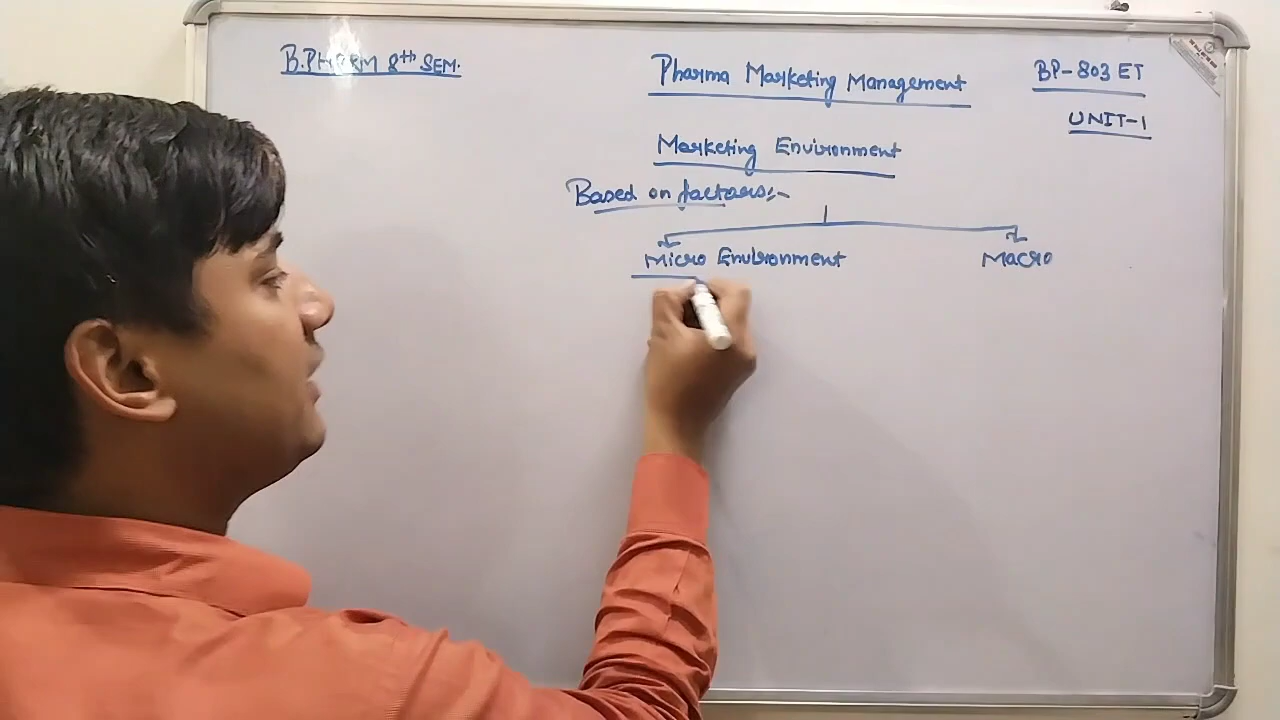 B.PHARM 8th SEM.
Pharma Marketing Management
BP-803 ET
UNIT-1
Marketing Environment
Based on factors:-
Micro Environment
Macro